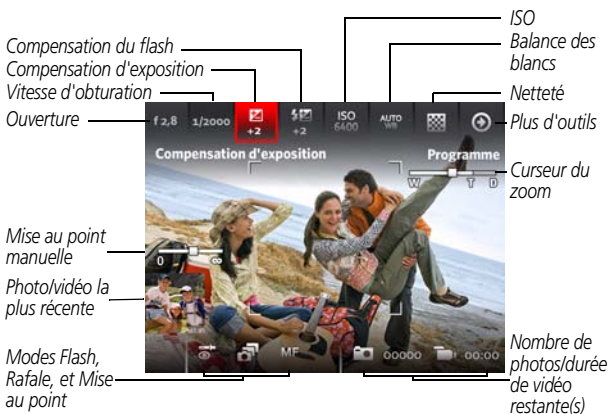 ISO
Compensation du flash
Balance des
blancs
Compensation d'exposition
Vitesse d'obturation
Netteté
Ouverture
f 2,8
1/2000
+2
+2
ISO
6400
AUTO
WB
Plus d'outils
Compensation d'exposition
Programme
W T D
Curseur du
zoom
Mise au point
manuelle
0 ∞
Photo/vidéo la
plus récente
Modes Flash,
Rafale, et Mise
au point
MF
00000
00:00
Nombre de
photos/durée
de vidéo
restante(s)